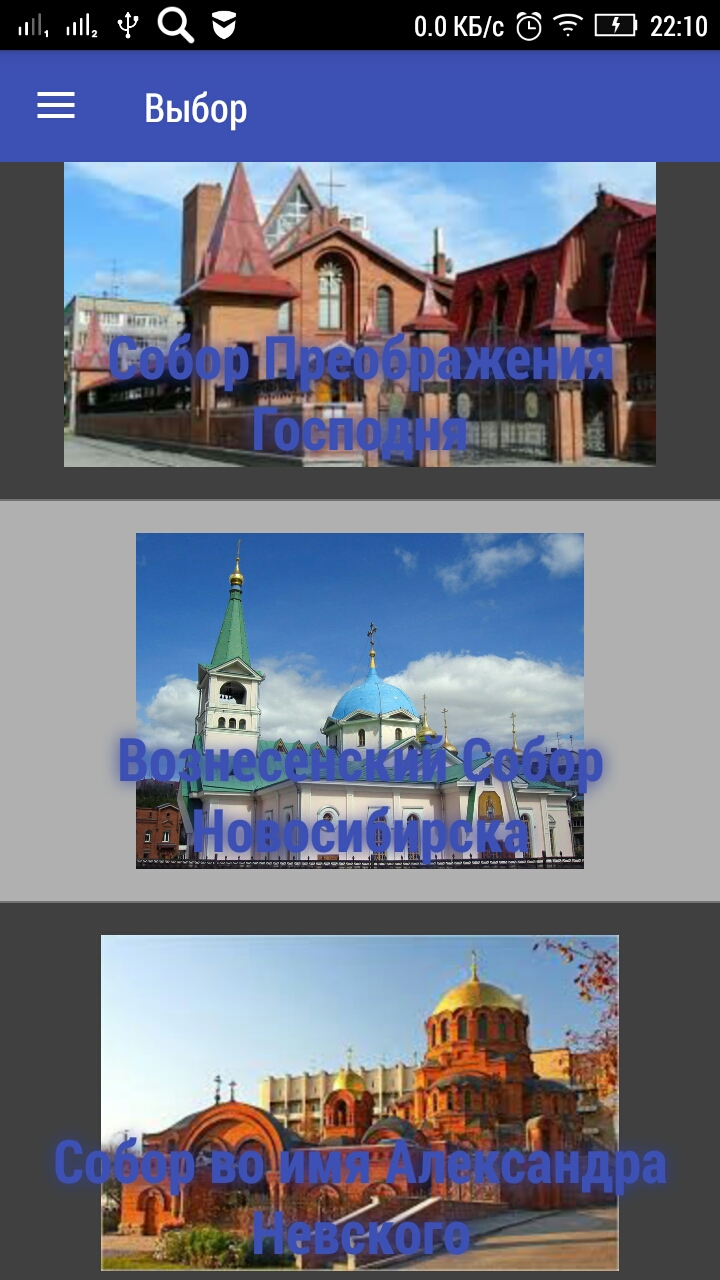 0.0 КБ/с 22:10
Выбор
Собор Преображения
Господня
Вознесенский Собор
Новосибирска
Собор во имя Александра
Невского